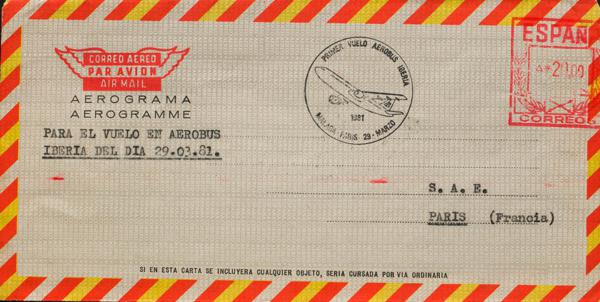 CORREO AEREO
PAR AVION
AIR MAIL
AEROGRAMA
AEROGRAMME
PARA EL VUELO EN AEROBUS
IBERIA DEL DIA 29.03.81.
PRIMER VUELO AEROBUS IBERIA
1981
MALAGA PARIS 29-MARZO
ESPAÑ
CORREO
S. A. E.
PARIS (Francia)
SI EN ESTA CARTA SE INCLUYERA CUALQUIER OBJETO, SERIA CURSADA POR VIA ORDINARIA